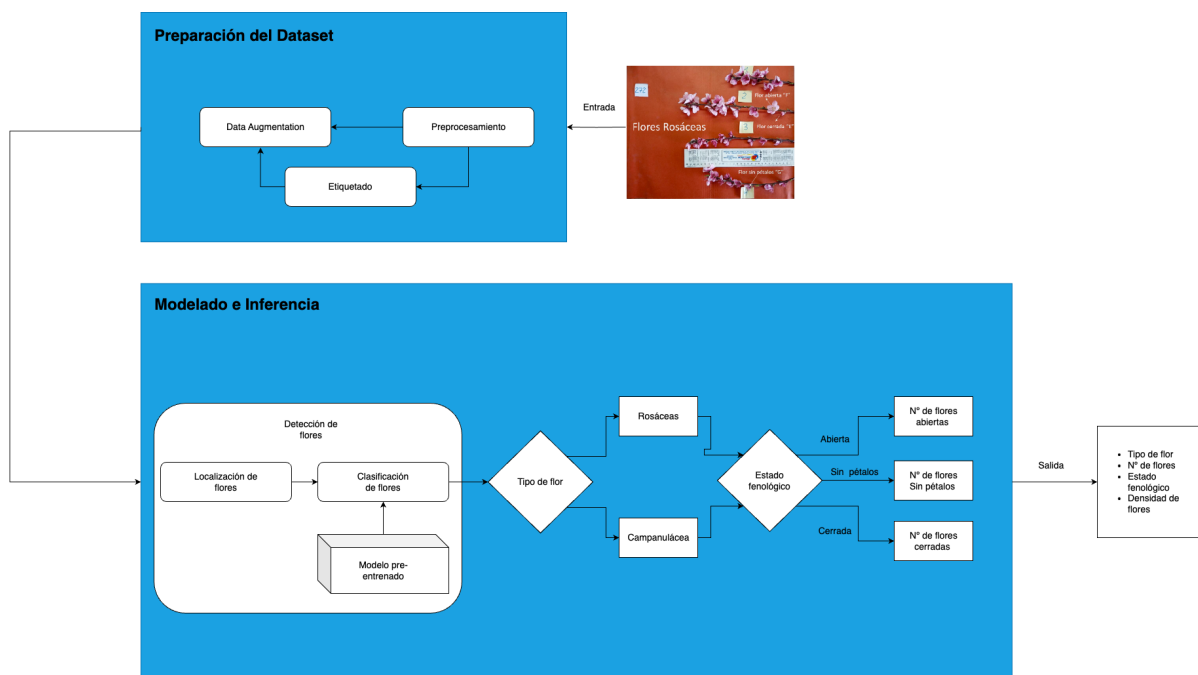 Preparación del Dataset
Data Augmentation
Preprocesamiento
Etiquetado
Entrada
272
2
Flor abierta "F"
Flores Rosáceas
3
Flor sin pétalos "G"
Modelado e Inferencia
Detección de
flores
Localización de
flores
Clasificación
de flores
Modelo pre-
entrenado
Tipo de flor
Rosáceas
Campanulácea
Estado
fenológico
Abierta
Sin pétalos
Cerrada
Nº de flores
abiertas
Nº de flores
Sin pétalos
Nº de flores
cerradas
Salida
• Tipo de flor
• Nº de flores
• Estado
fenológico
• Densidad de
flores